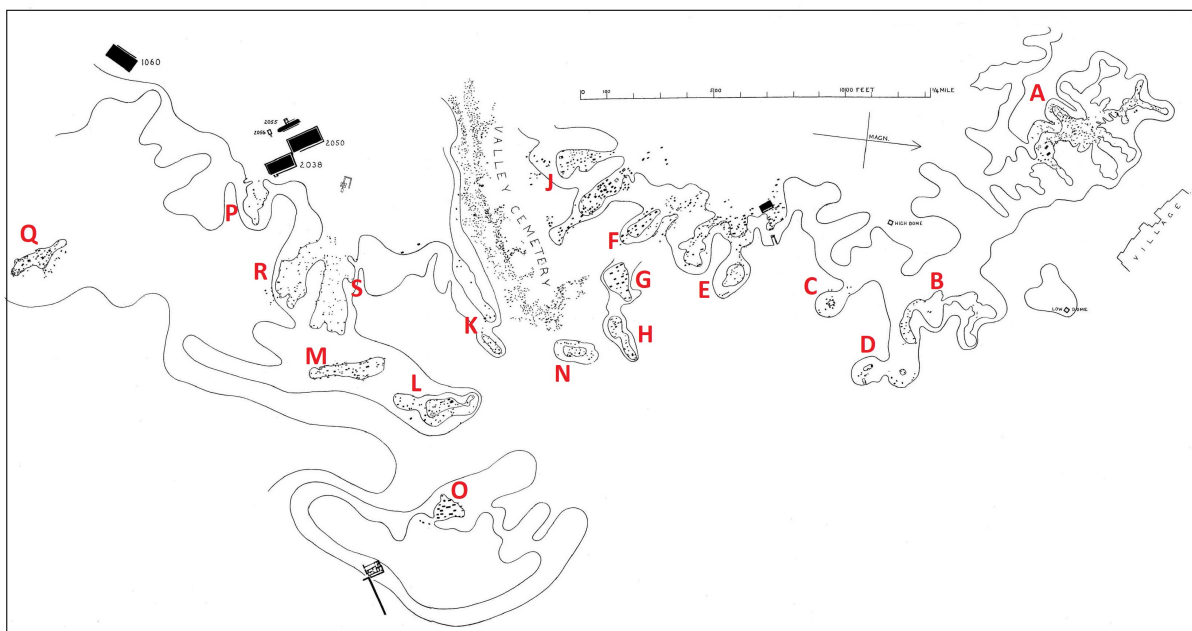 1060
2055
2056
2050
2038
0 100 500 1000 FEET 1/4 MILE
MAGN.
A
VALLEY CEMETERY
J
P
Q
R
S
F
G
E
HIGH DOME
C
B
LOW DOME
VILLAGE
K
H
N
D
M
L
O